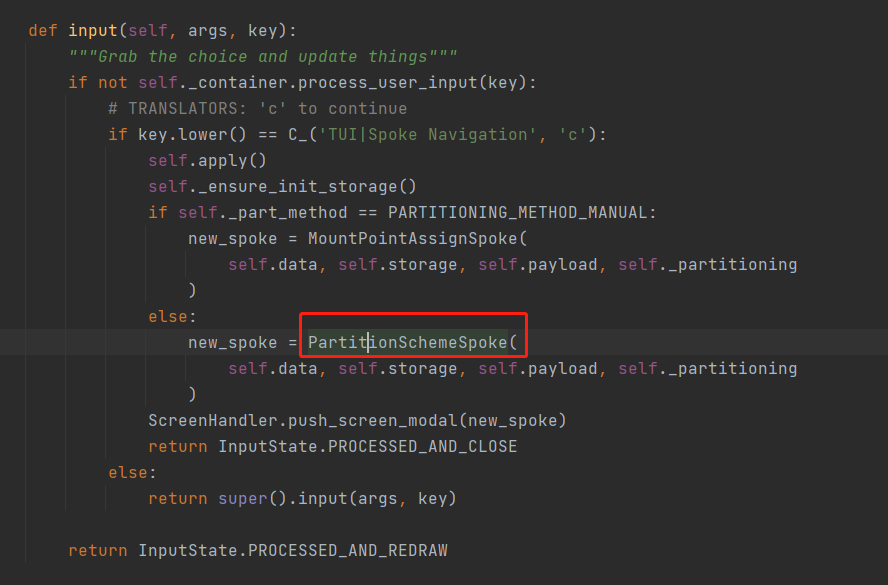 def input(self, args, key):
"""Grab the choice and update things"""
if not self._container.process_user_input(key):
# TRANSLATORS: 'c' to continue
if key.lower() == C_('TUI|Spoke Navigation', 'c'):
self.apply()
self._ensure_init_storage()
if self._part_method == PARTITIONING_METHOD_MANUAL:
new_spoke = MountPointAssignSpoke(
self.data, self.storage, self.payload, self._partitioning
)
else:
new_spoke = PartitionSchemeSpoke(
self.data, self.storage, self.payload, self._partitioning
)
ScreenHandler.push_screen_modal(new_spoke)
return InputState.PROCESSED_AND_CLOSE
else:
return super().input(args, key)
return InputState.PROCESSED_AND_REDRAW